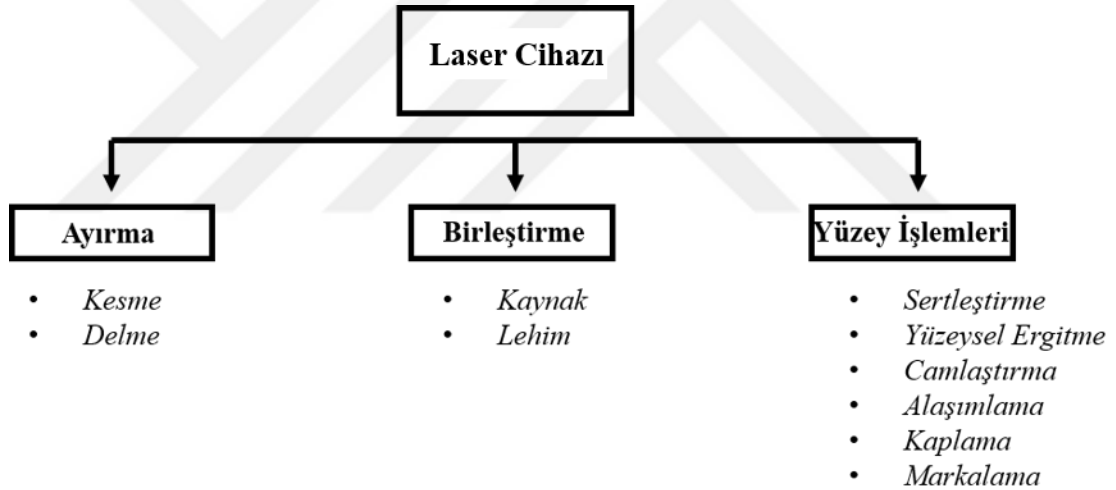 Laser Cihazı
Ayırma
• Kesme
• Delme
Birleştirme
• Kaynak
• Lehim
Yüzey İşlemleri
• Sertleştirme
• Yüzeysel Ergitme
• Camlaştırma
• Alaşımlama
• Kaplama
• Markalama